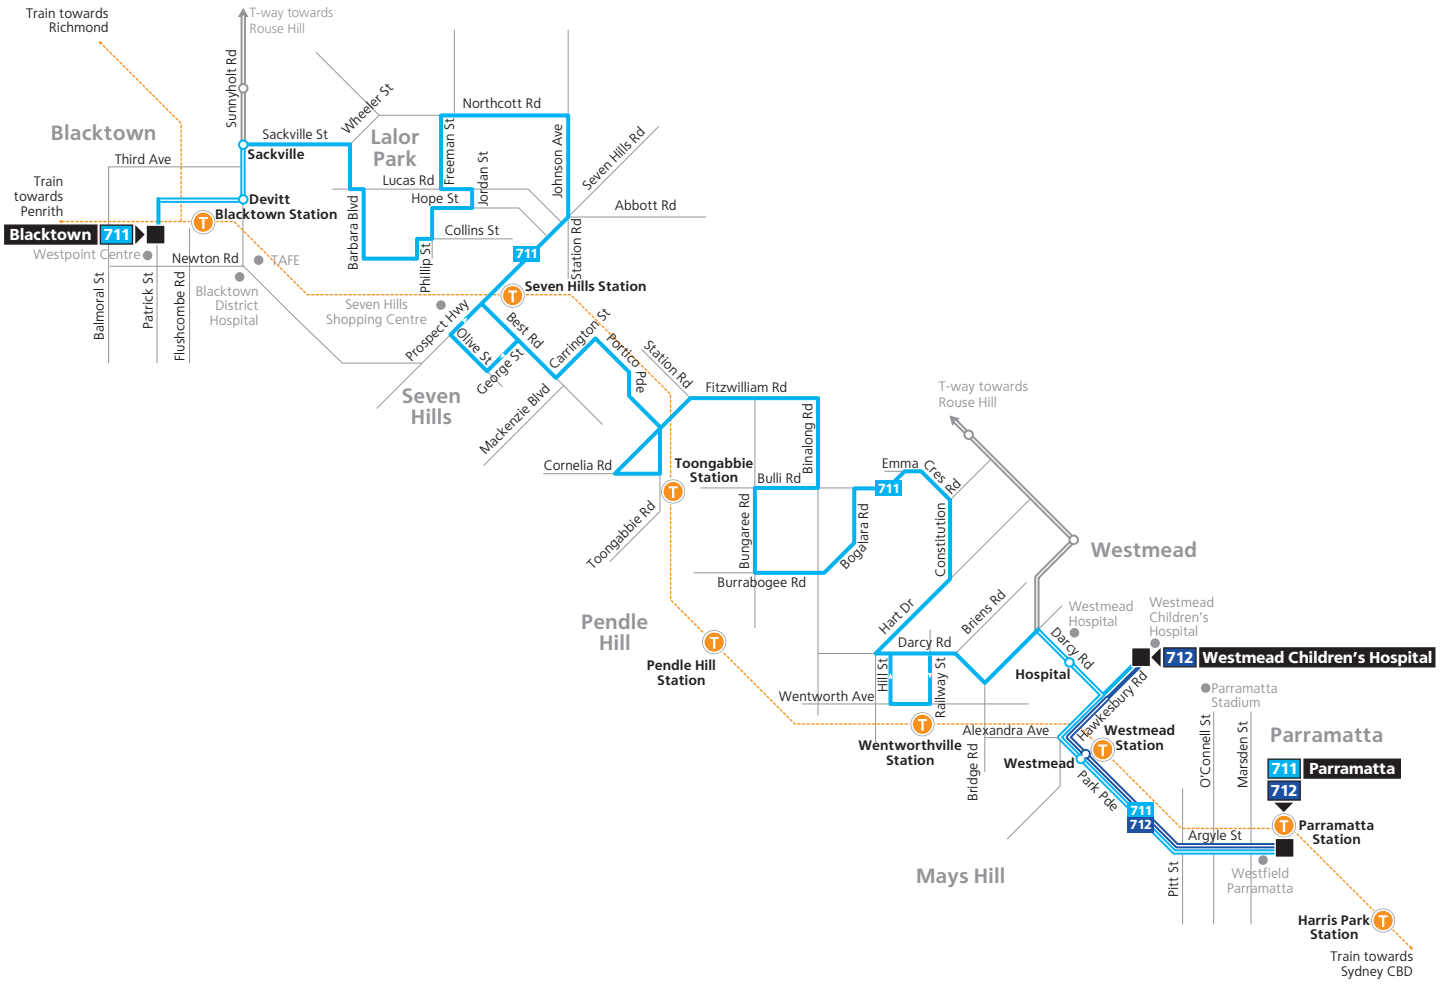 Train towards
Richmond
T-way towards
Rouse Hill
Sunnyholt Rd
Blacktown
Third Ave
Train
towards
Penrith
Sackville St
Sackville
Wheeler St
Lalor
Park
Northcott Rd
Freeman St
Jordan St
Johnson Ave
Seven Hills Rd
Lucas Rd
Hope St
Abbott Rd
Devitt
Blacktown Station
Blacktown
711
Westpoint Centre
Newton Rd
TAFE
Blacktown
District
Hospital
Balmoral St
Patrick St
Flushcombe Rd
T
Barbara Blvd
Phillip St
Collins St
Station Rd
711
Seven Hills Station
T
Seven Hills
Shopping Centre
Prospect Hwy
Olive St
George St
Best Rd
Carrington St
Portico Pde
Station Rd
Seven
Hills
Mackenzie Blvd
Cornelia Rd
Toongabbie Rd
Fitzwilliam Rd
Binalong Rd
Toongabbie
Station
T
Bulli Rd
Bungaree Rd
Burrabogee Rd
Bogalara Rd
711
Emma
Cres
Rd
Constitution
T-way towards
Rouse Hill
Westmead
Hart Dr
Darcy Rd
Briens Rd
Pendle
Hill
T
Pendle Hill
Station
Hill St
Railway St
Wentworth Ave
T
Wentworthville
Station
Alexandra Ave
Bridge Rd
Westmead
Hospital
Westmead
Children's
Hospital
Darcy Rd
Hospital
712
Westmead Children's Hospital
Hawkesbury Rd
Parramatta
Stadium
T
Westmead
Station
Westmead
Park Pde
O'Connell St
Marsden St
Parramatta
711
Parramatta
712
711
712
Argyle St
T
Parramatta
Station
Pitt St
Westfield
Parramatta
Mays Hill
Harris Park
Station
T
Train towards
Sydney CBD